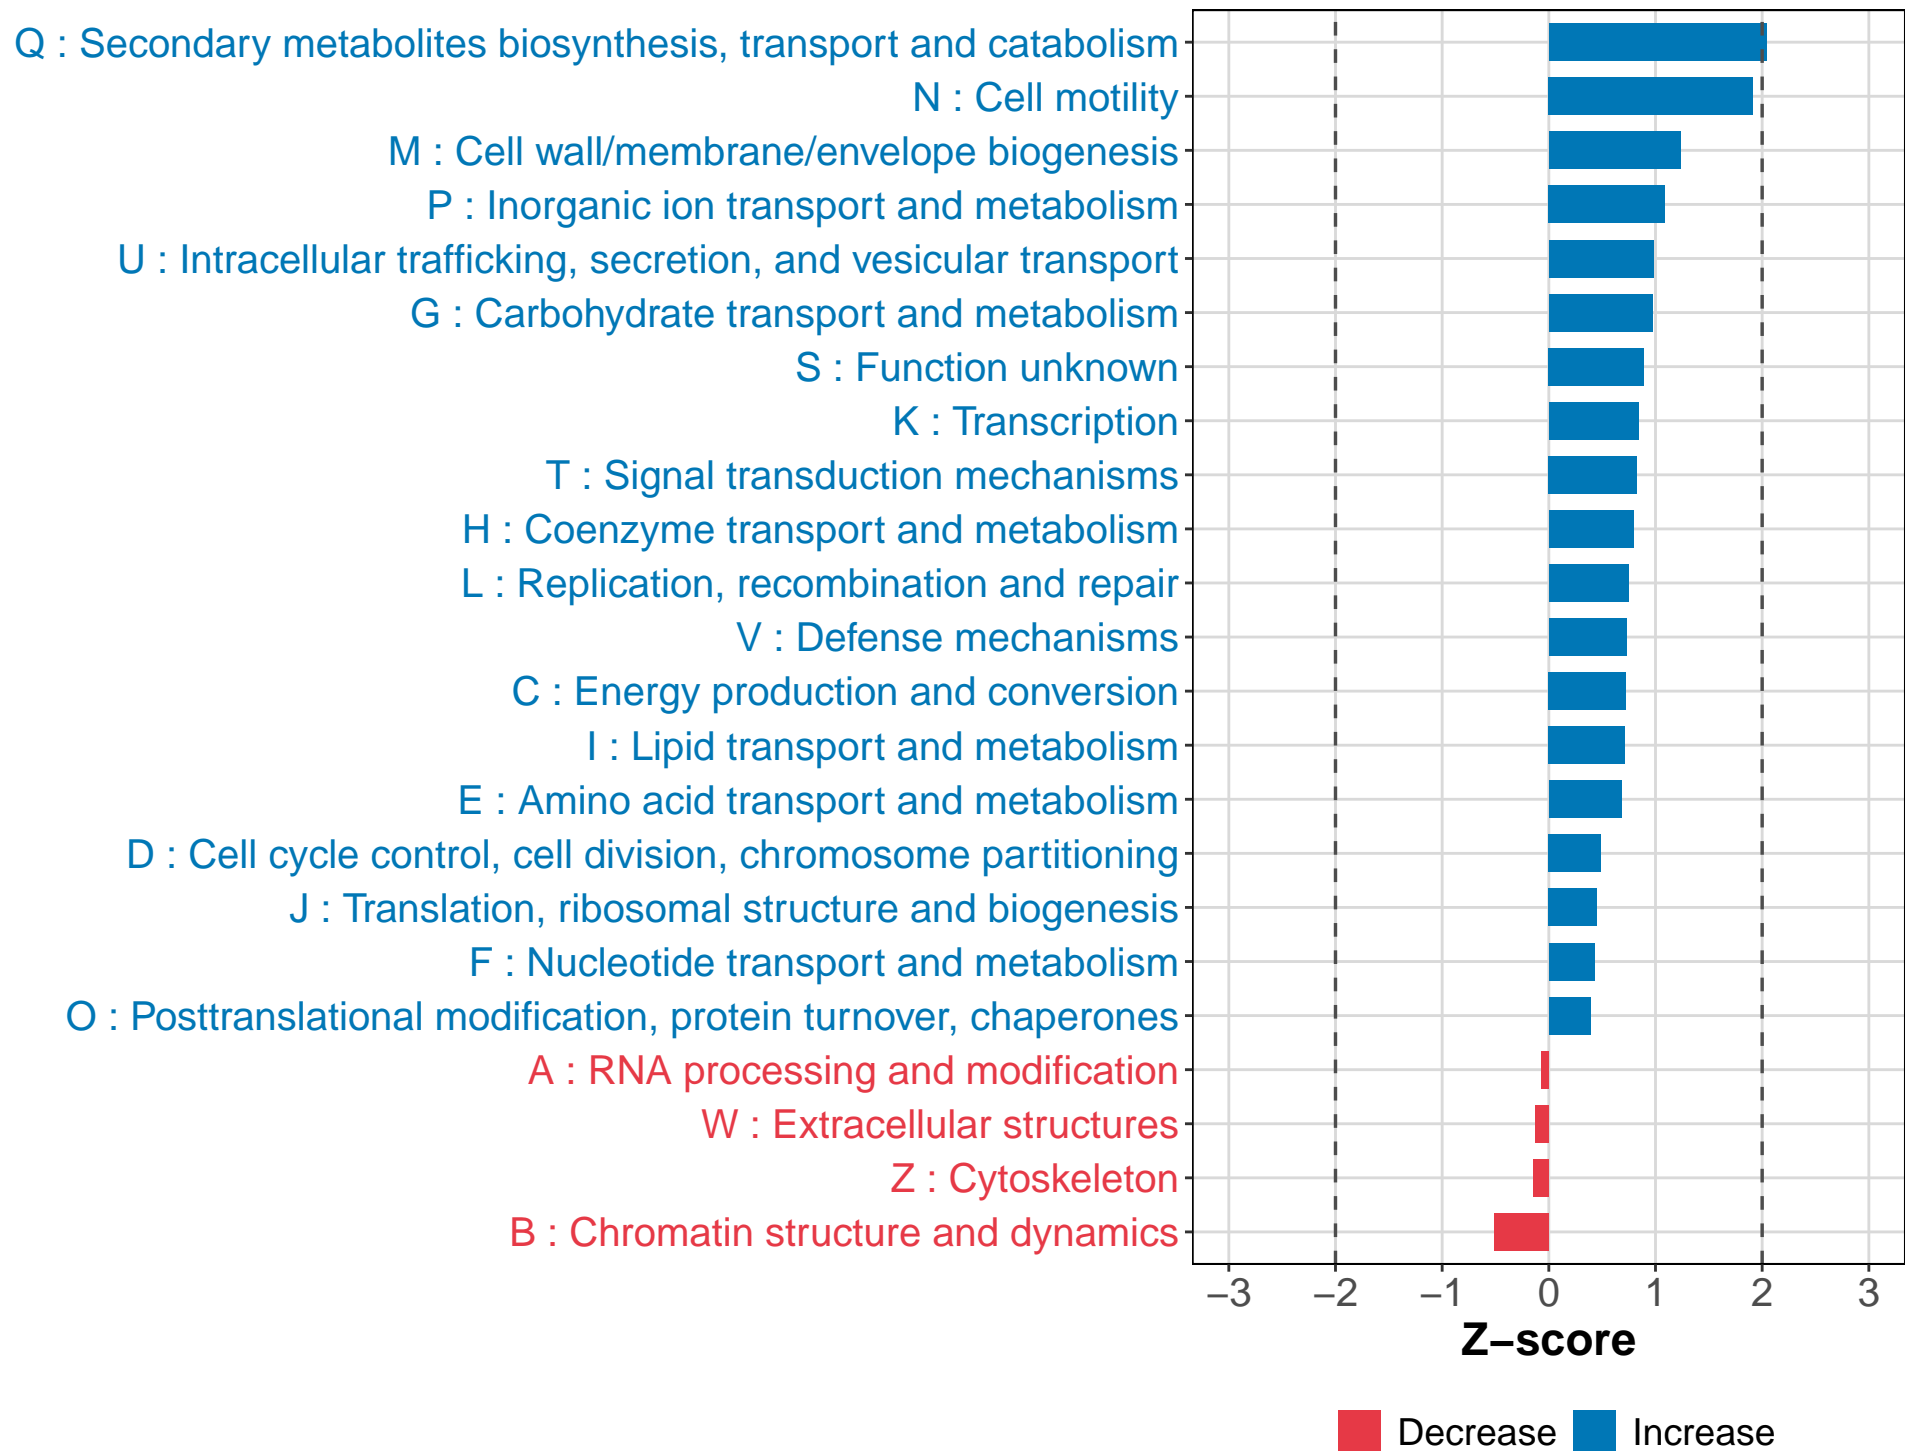 Q : Secondary metabolites biosynthesis, transport and catabolism
N : Cell motility
M : Cell wall/membrane/envelope biogenesis
P : Inorganic ion transport and metabolism
U : Intracellular trafficking, secretion, and vesicular transport
G : Carbohydrate transport and metabolism
S : Function unknown
K : Transcription
T : Signal transduction mechanisms
H : Coenzyme transport and metabolism
L : Replication, recombination and repair
V : Defense mechanisms
C : Energy production and conversion
I : Lipid transport and metabolism
E : Amino acid transport and metabolism
D : Cell cycle control, cell division, chromosome partitioning
J : Translation, ribosomal structure and biogenesis
F : Nucleotide transport and metabolism
O : Posttranslational modification, protein turnover, chaperones
A : RNA processing and modification
W : Extracellular structures
Z : Cytoskeleton
B : Chromatin structure and dynamics
−3 −2 −1 0 1 2 3
Z−score
Decrease Increase